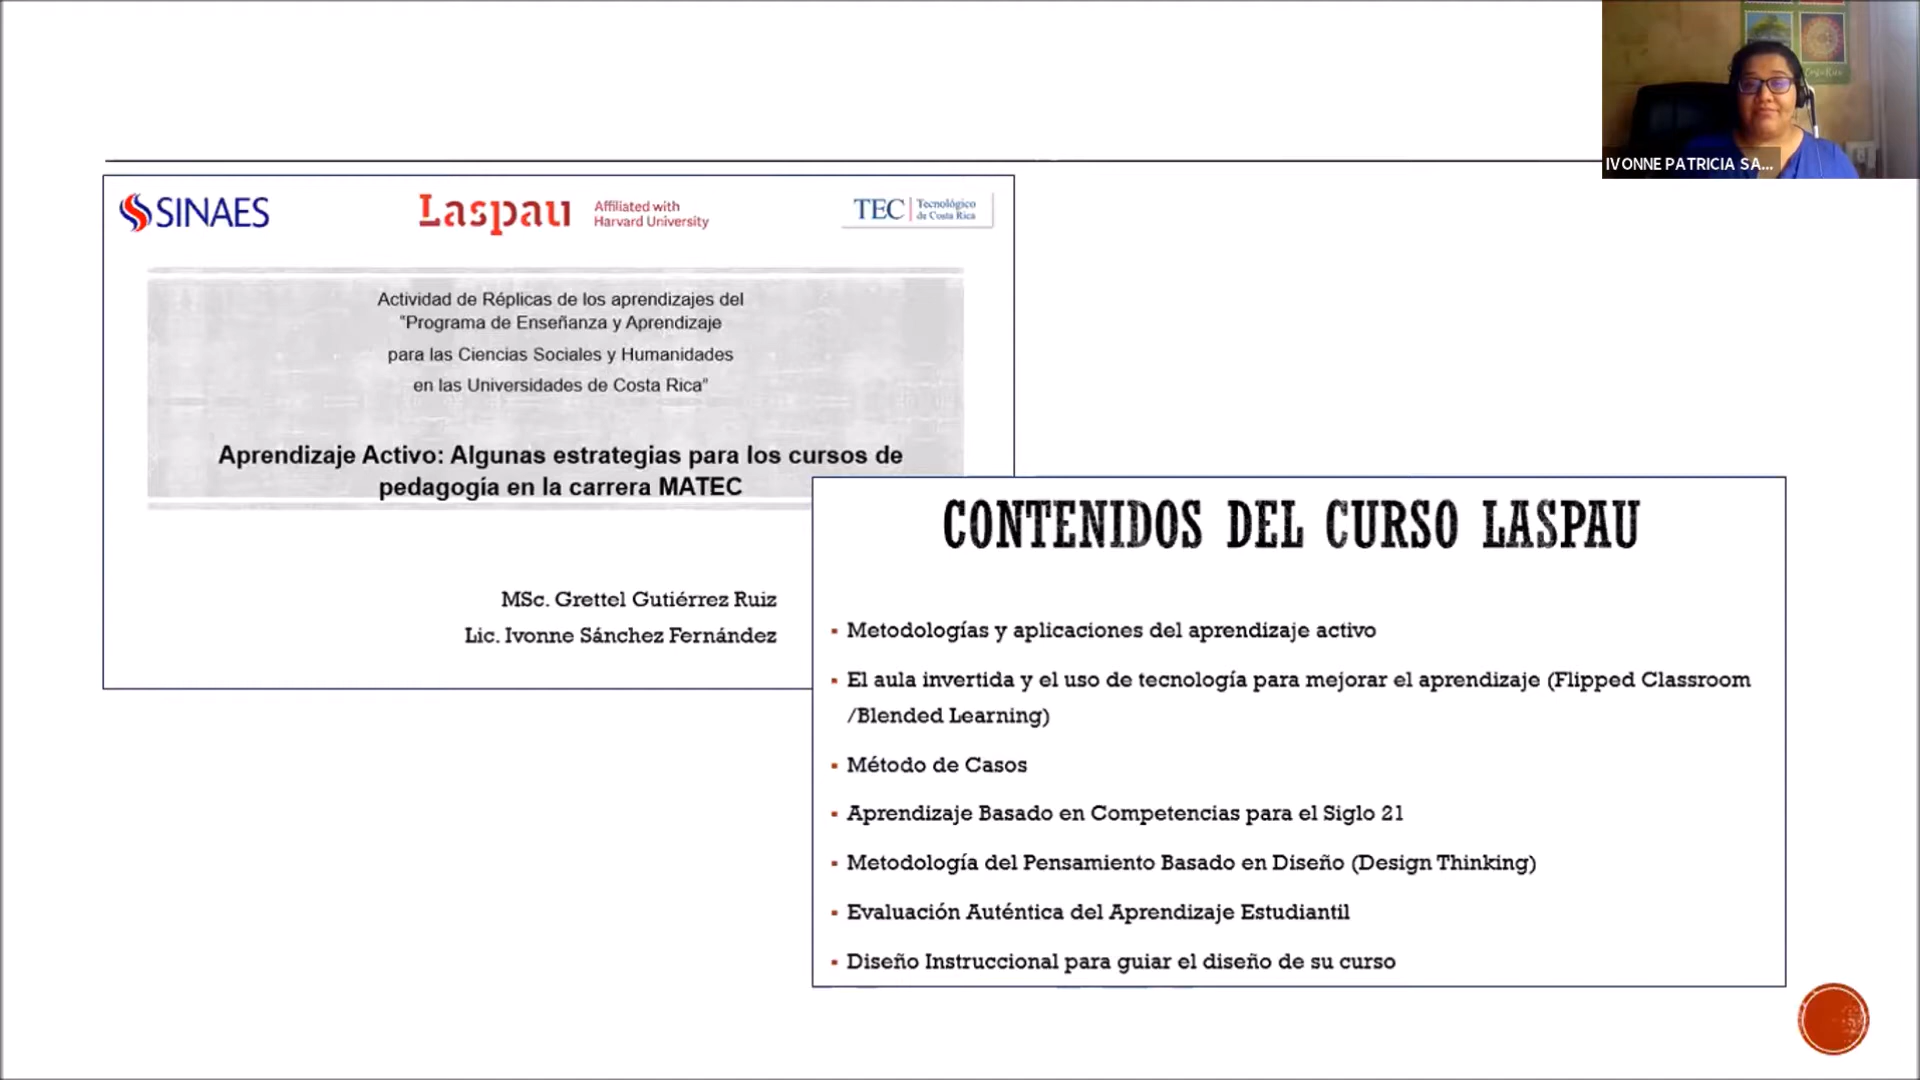 IVONNE PATRICIA SA...
SINAES
Laspau
Affiliated with
Harvard University
TEC
Tecnológico
de Costa Rica
Actividad de Réplicas de los aprendizajes del
"Programa de Enseñanza y Aprendizaje
para las Ciencias Sociales y Humanidades
en las Universidades de Costa Rica"
Aprendizaje Activo: Algunas estrategias para los cursos de
pedagogía en la carrera MATEC
MSc. Grettel Gutiérrez Ruiz
Lic. Ivonne Sánchez Fernández
CONTENIDOS DEL CURSO LASPAU
▪ Metodologías y aplicaciones del aprendizaje activo
▪ El aula invertida y el uso de tecnología para mejorar el aprendizaje (Flipped Classroom
/Blended Learning)
▪ Método de Casos
▪ Aprendizaje Basado en Competencias para el Siglo 21
▪ Metodología del Pensamiento Basado en Diseño (Design Thinking)
▪ Evaluación Auténtica del Aprendizaje Estudiantil
▪ Diseño Instruccional para guiar el diseño de su curso